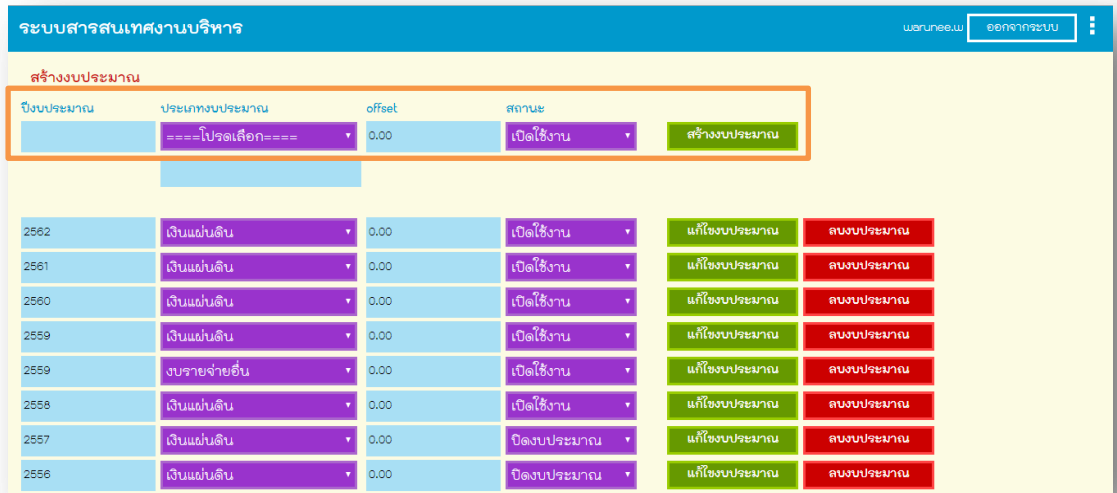 ระบบสารสนเทศงานบริหาร warunee.w ออกจากระบบ
สร้างงบประมาณ
ปีงบประมาณ ประเภทงบประมาณ offset สถานะ
====โปรดเลือก==== 0.00 เปิดใช้งาน สร้างงบประมาณ
2562 เงินแผ่นดิน 0.00 เปิดใช้งาน แก้ไขงบประมาณ ลบงบประมาณ
2561 เงินแผ่นดิน 0.00 เปิดใช้งาน แก้ไขงบประมาณ ลบงบประมาณ
2560 เงินแผ่นดิน 0.00 เปิดใช้งาน แก้ไขงบประมาณ ลบงบประมาณ
2559 เงินแผ่นดิน 0.00 เปิดใช้งาน แก้ไขงบประมาณ ลบงบประมาณ
2559 งบรายจ่ายอื่น 0.00 เปิดใช้งาน แก้ไขงบประมาณ ลบงบประมาณ
2558 เงินแผ่นดิน 0.00 เปิดใช้งาน แก้ไขงบประมาณ ลบงบประมาณ
2557 เงินแผ่นดิน 0.00 ปิดงบประมาณ แก้ไขงบประมาณ ลบงบประมาณ
2556 เงินแผ่นดิน 0.00 ปิดงบประมาณ แก้ไขงบประมาณ ลบงบประมาณ